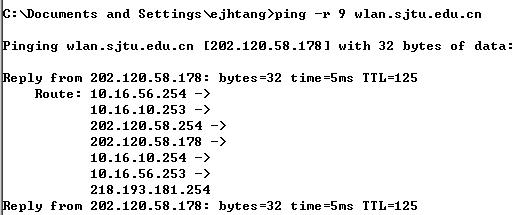 C:\Documents and Settings\ejhtang>ping -r 9 wlan.sjtu.edu.cn
Pinging wlan.sjtu.edu.cn [202.120.58.178] with 32 bytes of data:
Reply from 202.120.58.178: bytes=32 time=5ms TTL=125
Route: 10.16.56.254 ->
10.16.10.253 ->
202.120.58.254 ->
202.120.58.178 ->
10.16.10.254 ->
10.16.56.253 ->
218.193.181.254
Reply from 202.120.58.178: bytes=32 time=5ms TTL=125